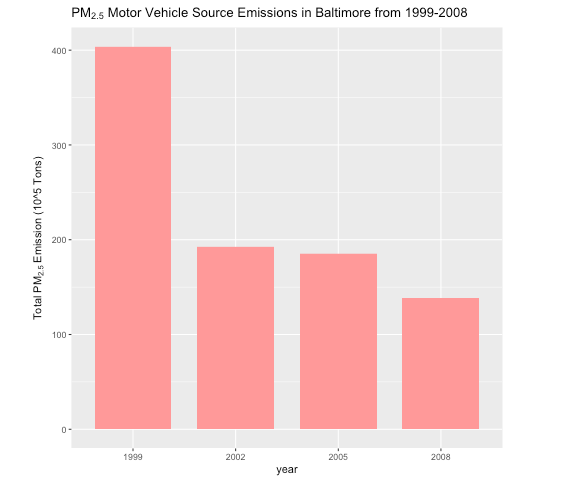 PM2.5 Motor Vehicle Source Emissions in Baltimore from 1999-2008
Total PM2.5 Emission (10^5 Tons)
400
300
200
100
0
1999 2002 2005 2008
year